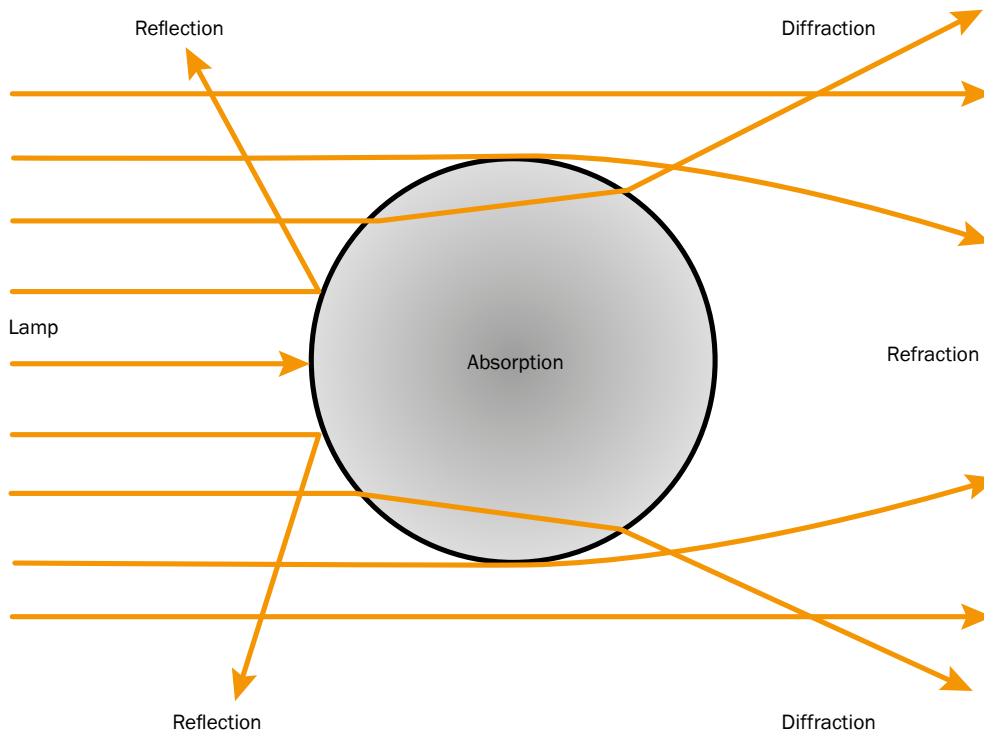 Reflection
Diffraction
Lamp
Refraction
Absorption
Reflection
Diffraction